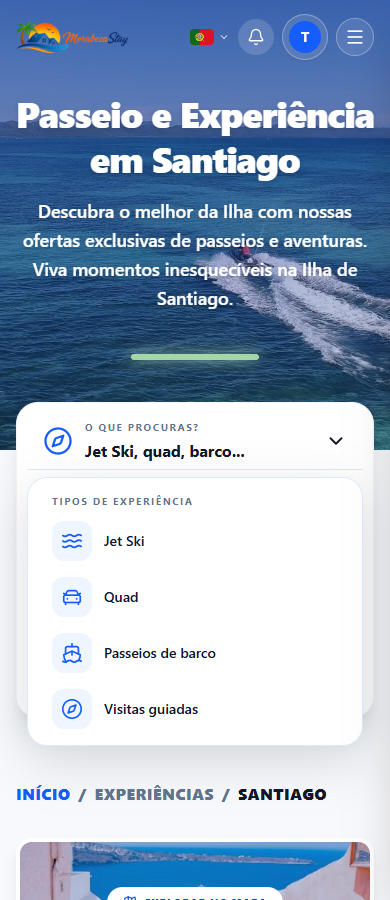 MorabezaStay
T
Passeio e Experiência
em Santiago
Descubra o melhor da Ilha com nossas
ofertas exclusivas de passeios e aventuras.
Viva momentos inesquecíveis na Ilha de
Santiago.
O QUE PROCURAS?
Jet Ski, quad, barco...
TIPOS DE EXPERIÊNCIA
Jet Ski
Quad
Passeios de barco
Visitas guiadas
INÍCIO / EXPERIÊNCIAS / SANTIAGO